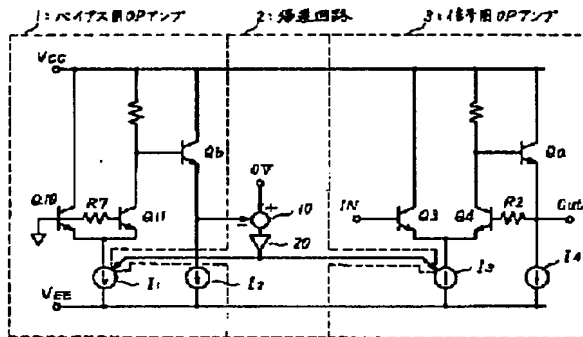 1:バイアス用OPアンプ
2:帰還回路
3:信号用OPアンプ
VCC
Qb
Qa
0V
+
Q10
R7
Q11
-
10
IN
Q3
Q4
R2
Out
20
I1
I2
I3
I4
VEE